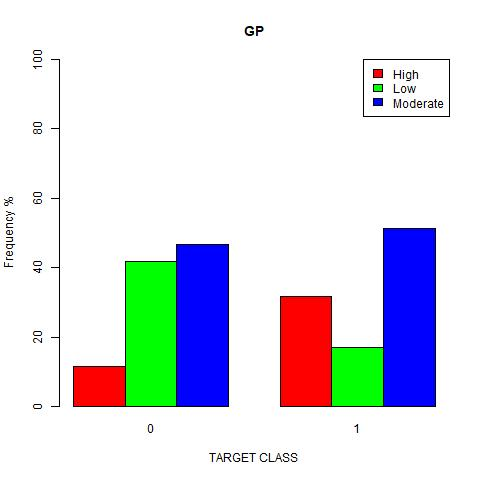 GP
High
Low
Moderate
Frequency %
100
80
60
40
20
0
0 1
TARGET CLASS